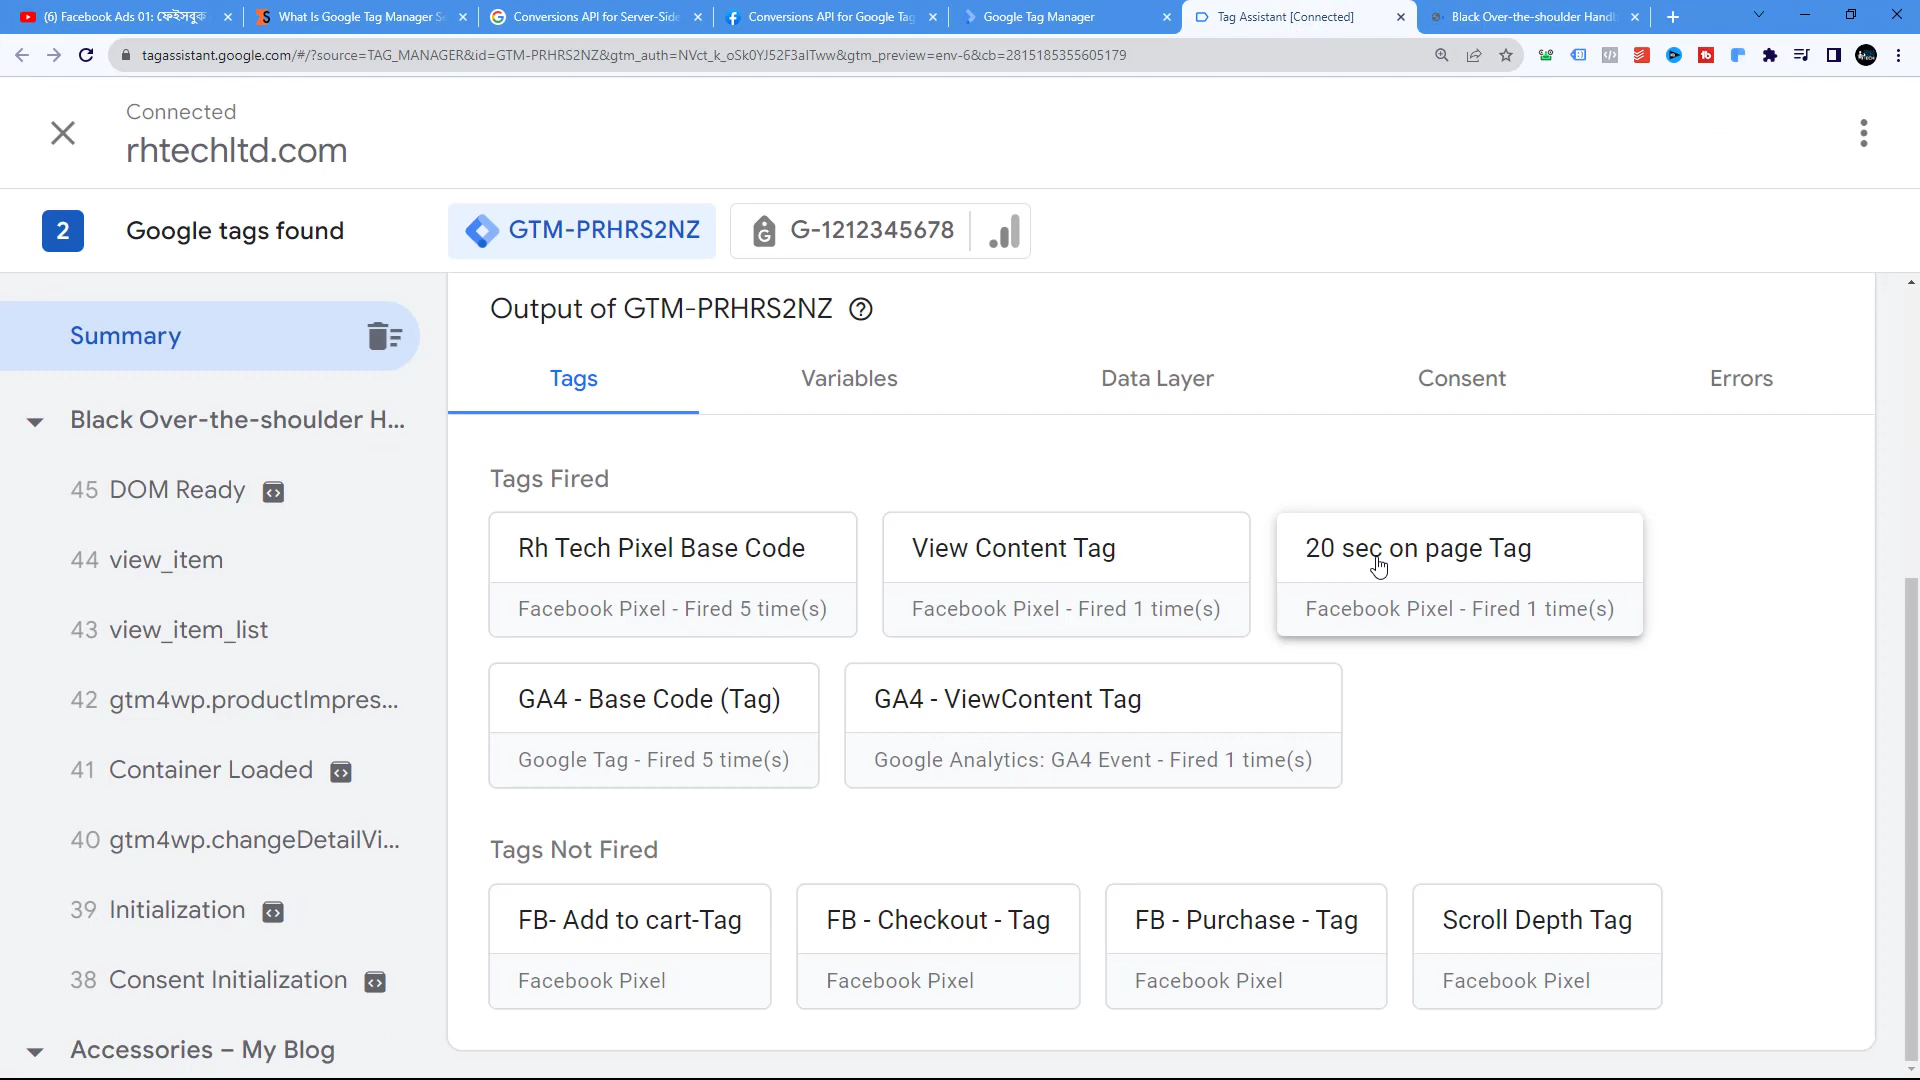 (6) Facebook Ads 01: ফেইসবুক
What Is Google Tag Manager S
Conversions API for Server-Side
Conversions API for Google Tag
Google Tag Manager
Tag Assistant [Connected]
Black Over-the-shoulder Handb
tagassistant.google.com/#/?source=TAG_MANAGER&id=GTM-PRHRS2NZ&gtm_auth=NVct_k_oSk0YJ52F3aITww&gtm_preview=env-6&cb=2815185355605179
Connected
rhtechltd.com
2
Google tags found
GTM-PRHRS2NZ
G-1212345678
Summary
Black Over-the-shoulder H...
45 DOM Ready
44 view_item
43 view_item_list
42 gtm4wp.productImpres...
41 Container Loaded
40 gtm4wp.changeDetailVi...
39 Initialization
38 Consent Initialization
Accessories – My Blog
Output of GTM-PRHRS2NZ
Tags
Variables
Data Layer
Consent
Errors
Tags Fired
Rh Tech Pixel Base Code
Facebook Pixel - Fired 5 time(s)
View Content Tag
Facebook Pixel - Fired 1 time(s)
20 sec on page Tag
Facebook Pixel - Fired 1 time(s)
GA4 - Base Code (Tag)
Google Tag - Fired 5 time(s)
GA4 - ViewContent Tag
Google Analytics: GA4 Event - Fired 1 time(s)
Tags Not Fired
FB- Add to cart-Tag
Facebook Pixel
FB - Checkout - Tag
Facebook Pixel
FB - Purchase - Tag
Facebook Pixel
Scroll Depth Tag
Facebook Pixel